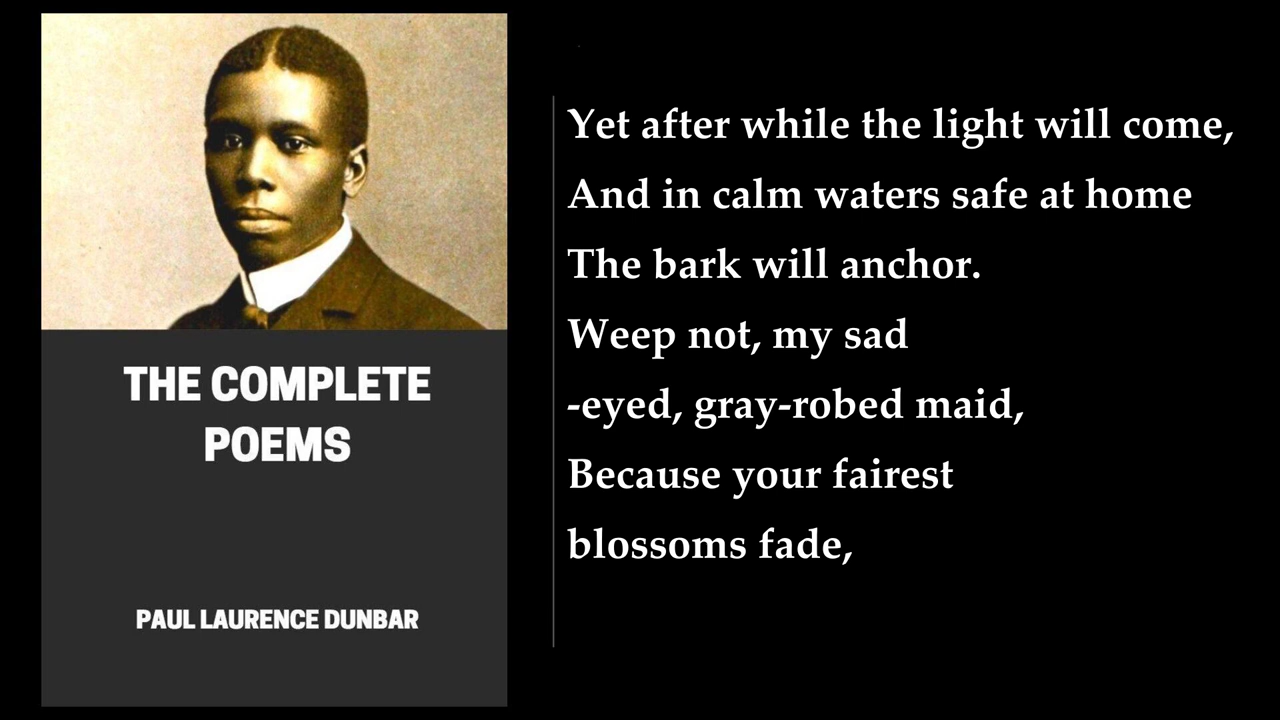 THE COMPLETE
POEMS
PAUL LAURENCE DUNBAR
Yet after while the light will come,
And in calm waters safe at home
The bark will anchor.
Weep not, my sad
-eyed, gray-robed maid,
Because your fairest
blossoms fade,